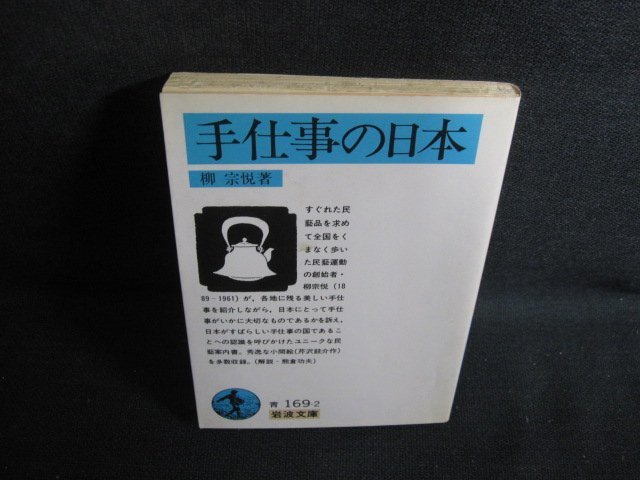 手仕事の日本
柳 宗悦著
すぐれた民
藝品を求め
て全国をく
まなく歩い
た民藝運動
の創始者・
柳宗悦(18
89-1961)が,各地に残る美しい手仕
事を紹介しながら,日本にとって手仕
事がいかに大切なものであるかを訴え,
日本がすばらしい手仕事の国であるこ
とへの認識を呼びかけたユニークな民
藝案内書。秀逸な小間絵(芹沢銈介作)
を多数収録。(解説=熊倉功夫)
青 169-2
岩波文庫